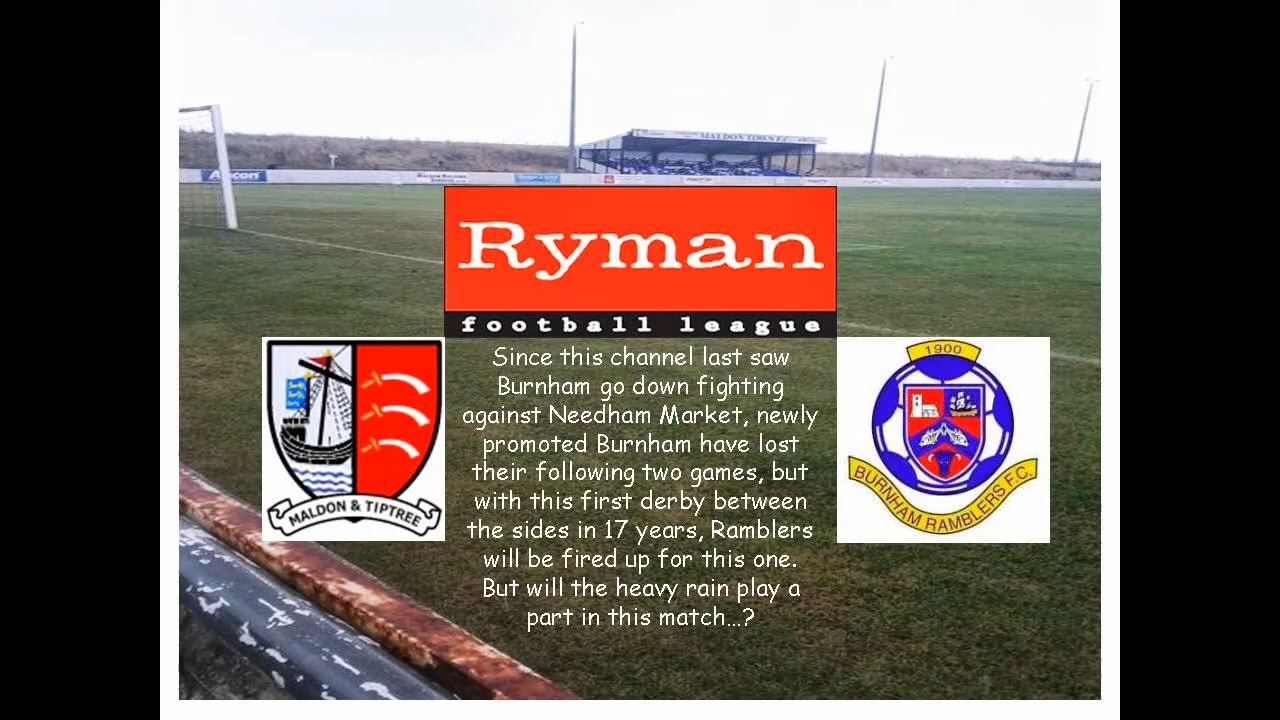 MALDON TOWN F.C.
Ryman
football league
MALDON & TIPTREE
1900
BURNHAM RAMBLERS F.C.
Since this channel last saw
Burnham go down fighting
against Needham Market, newly
promoted Burnham have lost
their following two games, but
with this first derby between
the sides in 17 years, Ramblers
will be fired up for this one.
But will the heavy rain play a
part in this match...?